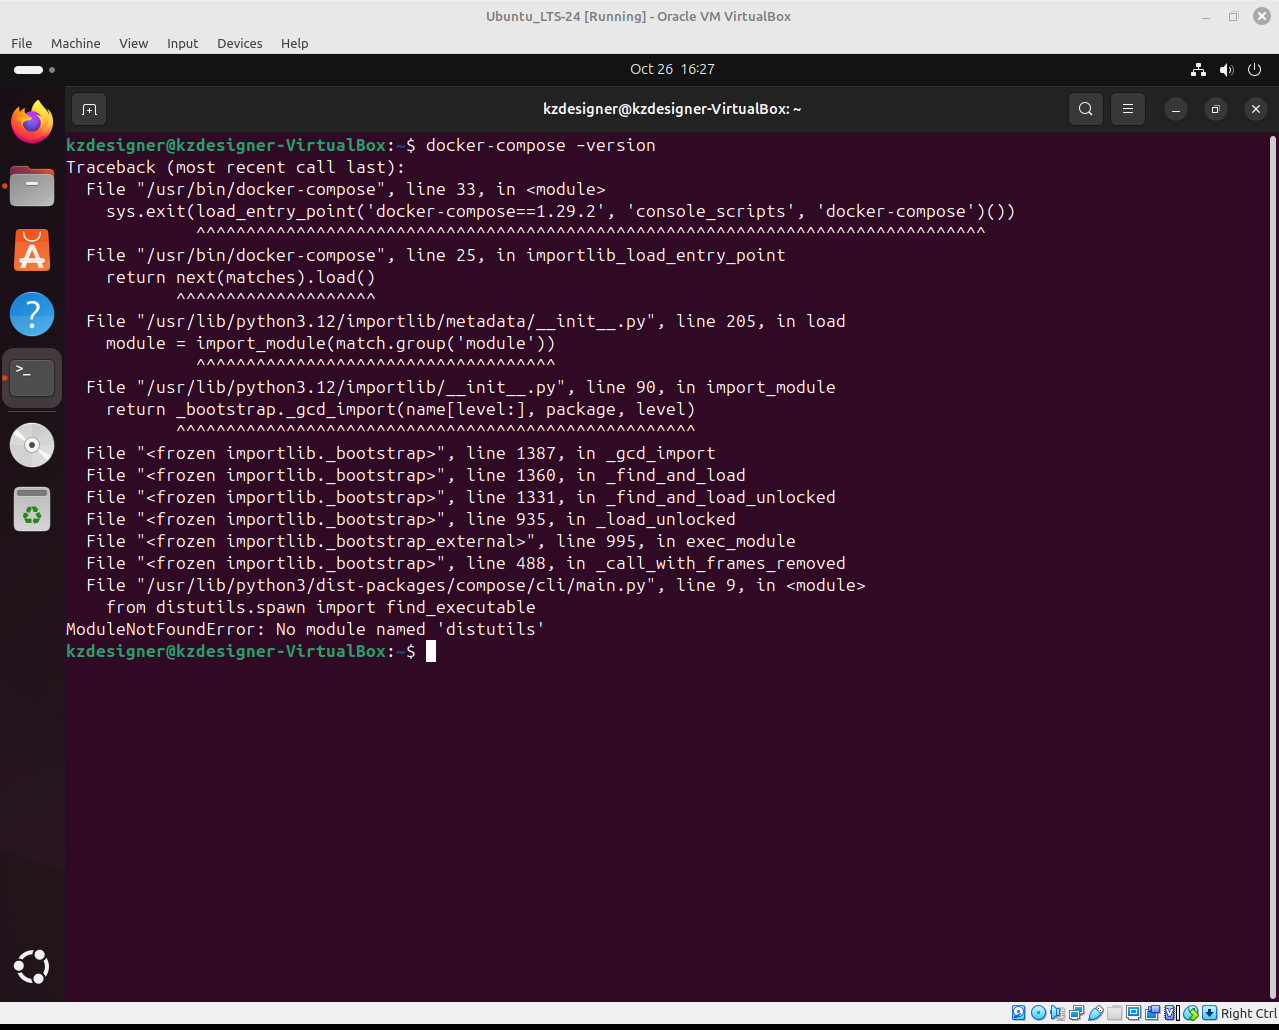 Ubuntu_LTS-24 [Running] - Oracle VM VirtualBox
File Machine View Input Devices Help
Oct 26 16:27
kzdesigner@kzdesigner-VirtualBox: ~
kzdesigner@kzdesigner-VirtualBox:~$ docker-compose –version
Traceback (most recent call last):
  File "/usr/bin/docker-compose", line 33, in <module>
    sys.exit(load_entry_point('docker-compose==1.29.2', 'console_scripts', 'docker-compose')())
             ^^^^^^^^^^^^^^^^^^^^^^^^^^^^^^^^^^^^^^^^^^^^^^^^^^^^^^^^^^^^^^^^^^^^^^^^^^^^^^^
  File "/usr/bin/docker-compose", line 25, in importlib_load_entry_point
    return next(matches).load()
           ^^^^^^^^^^^^^^^^^^^^
  File "/usr/lib/python3.12/importlib/metadata/__init__.py", line 205, in load
    module = import_module(match.group('module'))
             ^^^^^^^^^^^^^^^^^^^^^^^^^^^^^^^^^^^^
  File "/usr/lib/python3.12/importlib/__init__.py", line 90, in import_module
    return _bootstrap._gcd_import(name[level:], package, level)
           ^^^^^^^^^^^^^^^^^^^^^^^^^^^^^^^^^^^^^^^^^^^^^^^^^^^^
  File "<frozen importlib._bootstrap>", line 1387, in _gcd_import
  File "<frozen importlib._bootstrap>", line 1360, in _find_and_load
  File "<frozen importlib._bootstrap>", line 1331, in _find_and_load_unlocked
  File "<frozen importlib._bootstrap>", line 935, in _load_unlocked
  File "<frozen importlib._bootstrap_external>", line 995, in exec_module
  File "<frozen importlib._bootstrap>", line 488, in _call_with_frames_removed
  File "/usr/lib/python3/dist-packages/compose/cli/main.py", line 9, in <module>
    from distutils.spawn import find_executable
ModuleNotFoundError: No module named 'distutils'
kzdesigner@kzdesigner-VirtualBox:~$
Right Ctrl